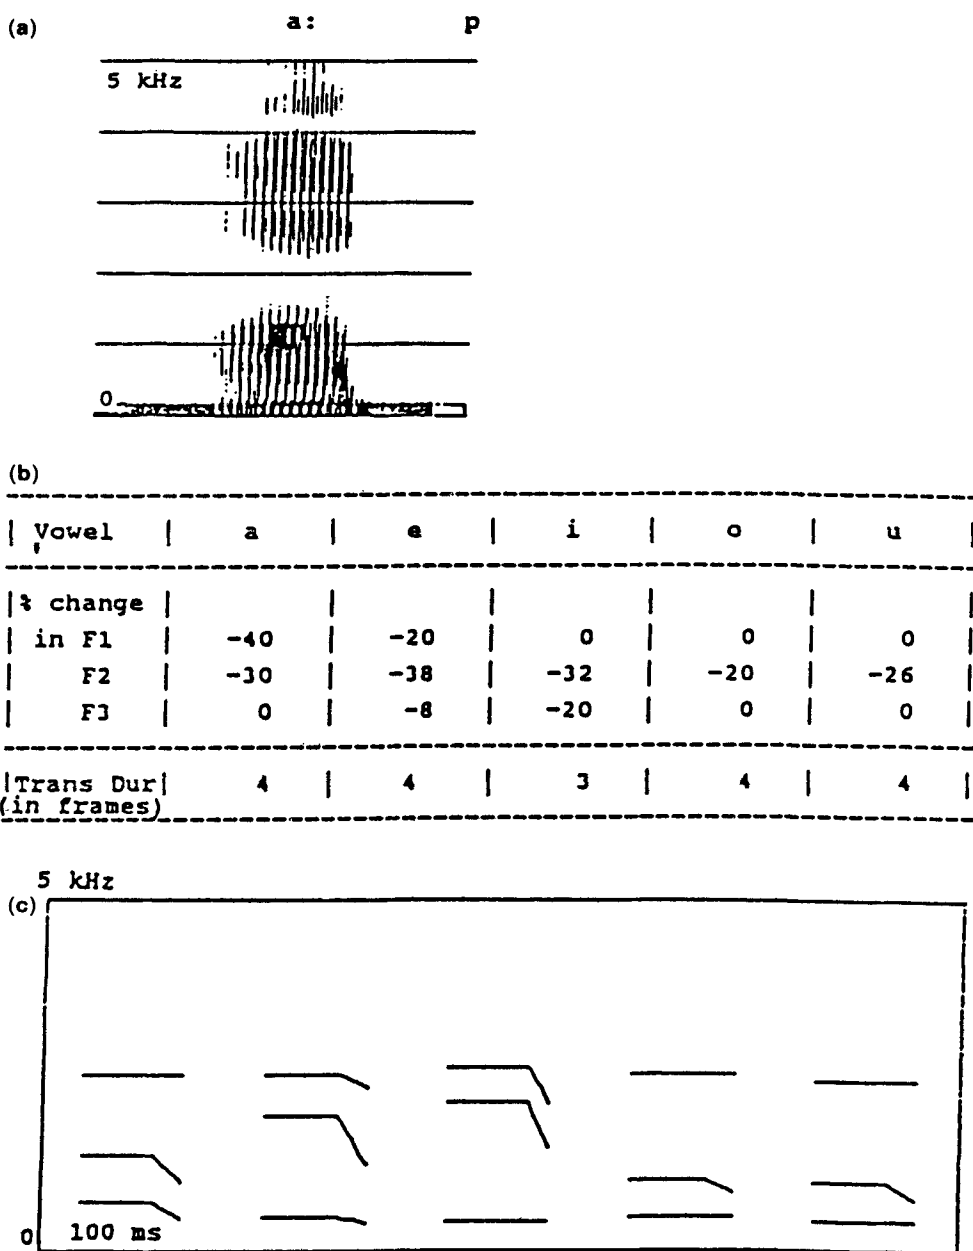 (a) a: p
5 kHz
0
(b)
| Vowel | a | e | i | o | u |
|% change | | | | | |
| in F1 | -40 | -20 | 0 | 0 | 0 |
| F2 | -30 | -38 | -32 | -20 | -26 |
| F3 | 0 | -8 | -20 | 0 | 0 |
|Trans Dur| 4 | 4 | 3 | 4 | 4 |
(in frames)
5 kHz
(c)
0 100 ms